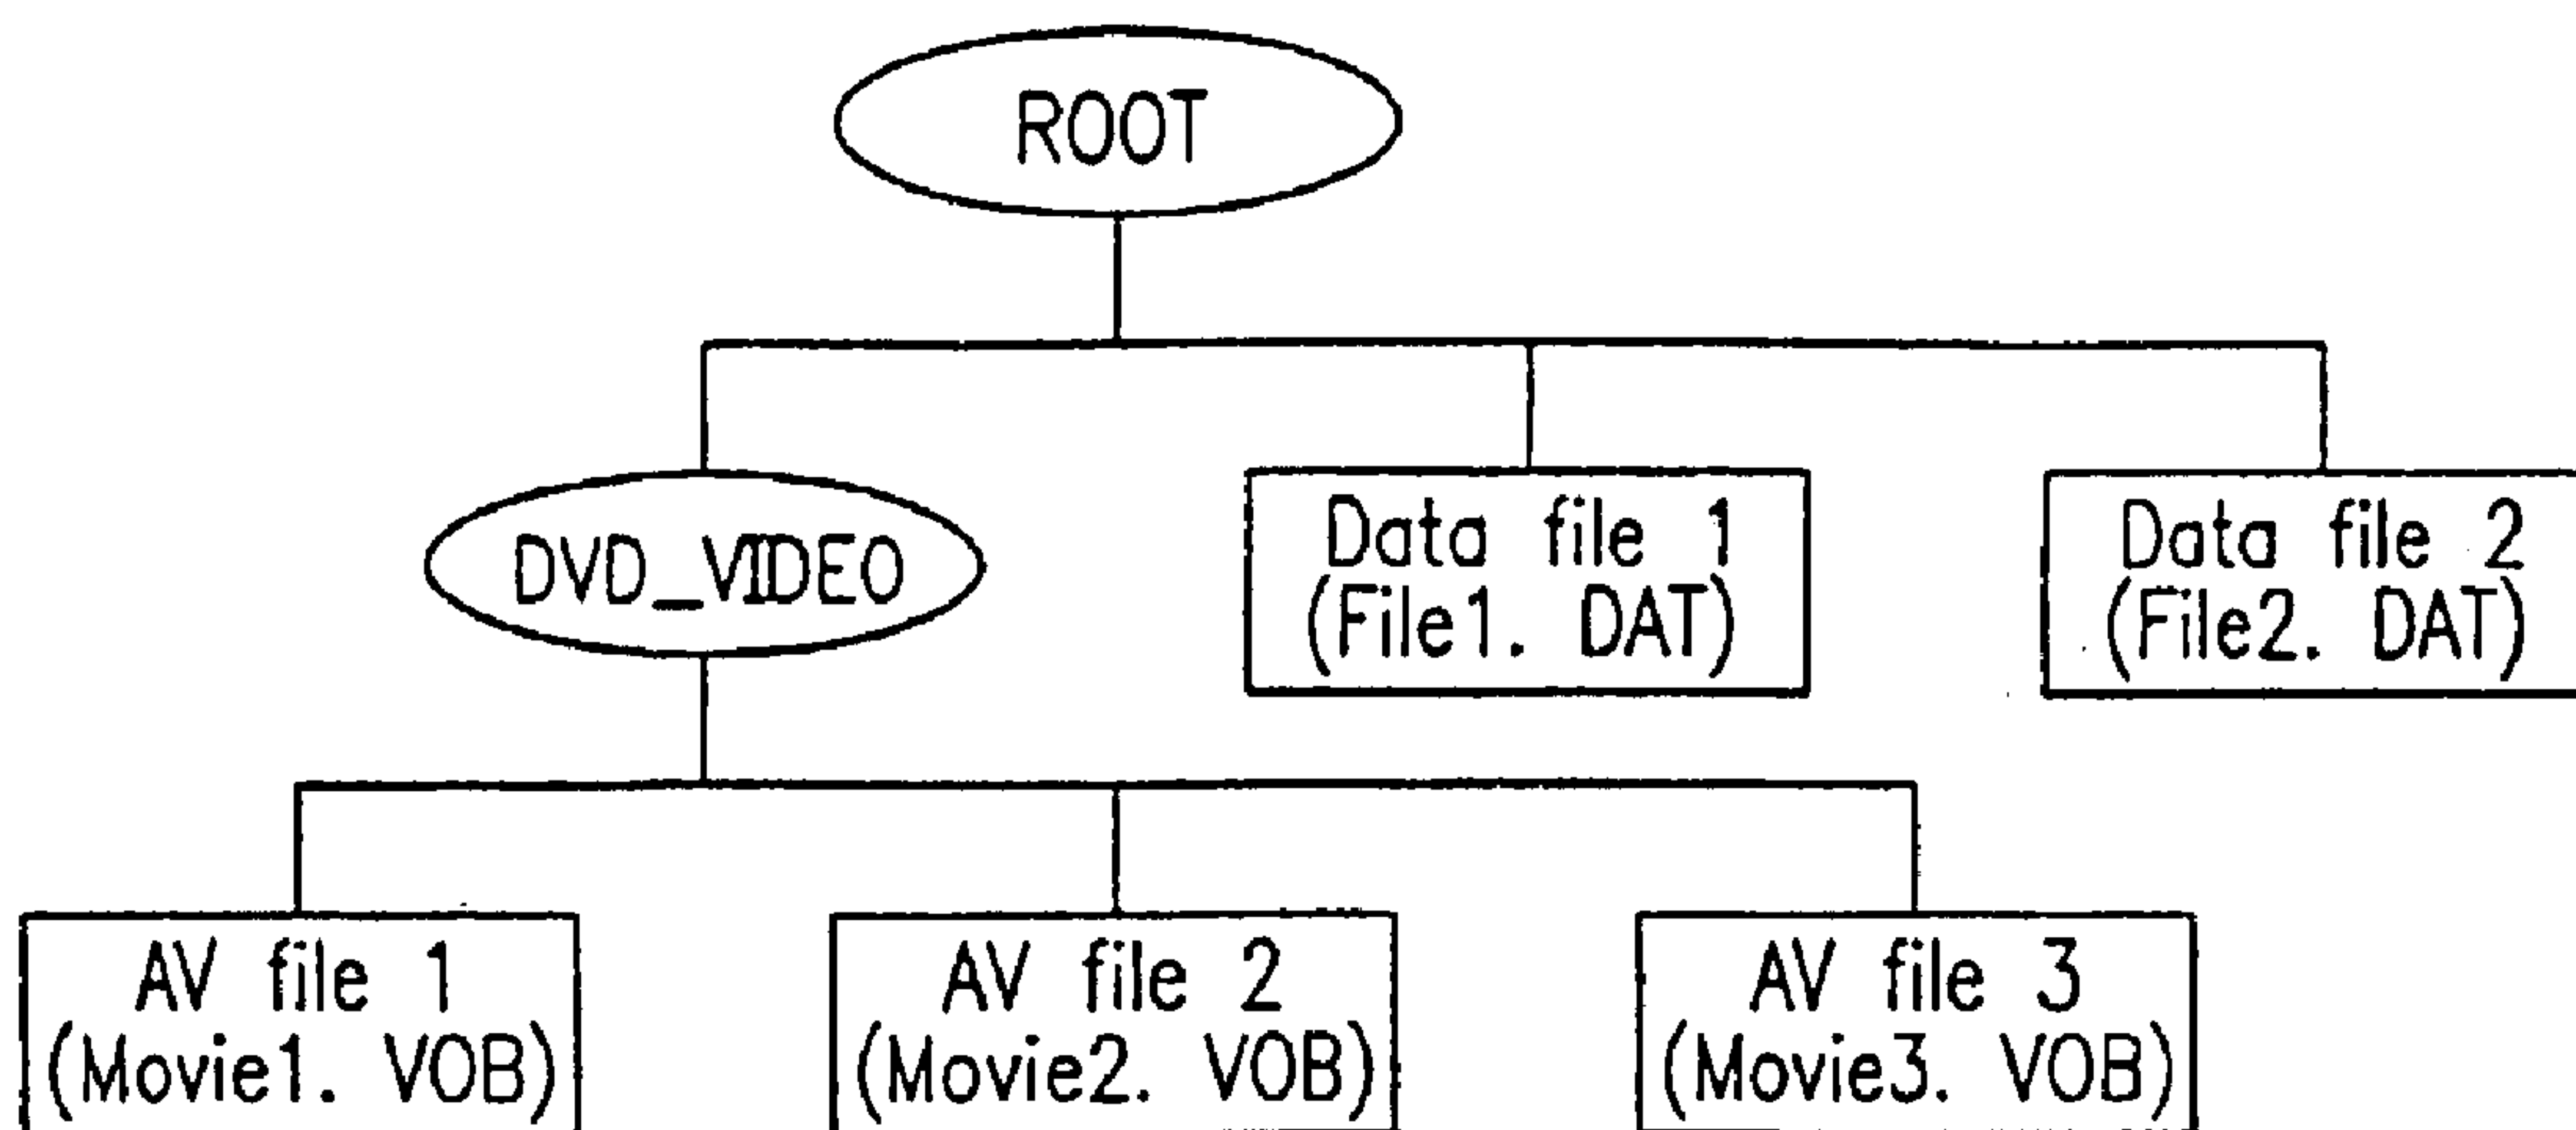 ROOT
DVD_VIDEO
Data file 1
(File1. DAT)
Data file 2
(File2. DAT)
AV file 1
(Movie1. VOB)
AV file 2
(Movie2. VOB)
AV file 3
(Movie3. VOB)